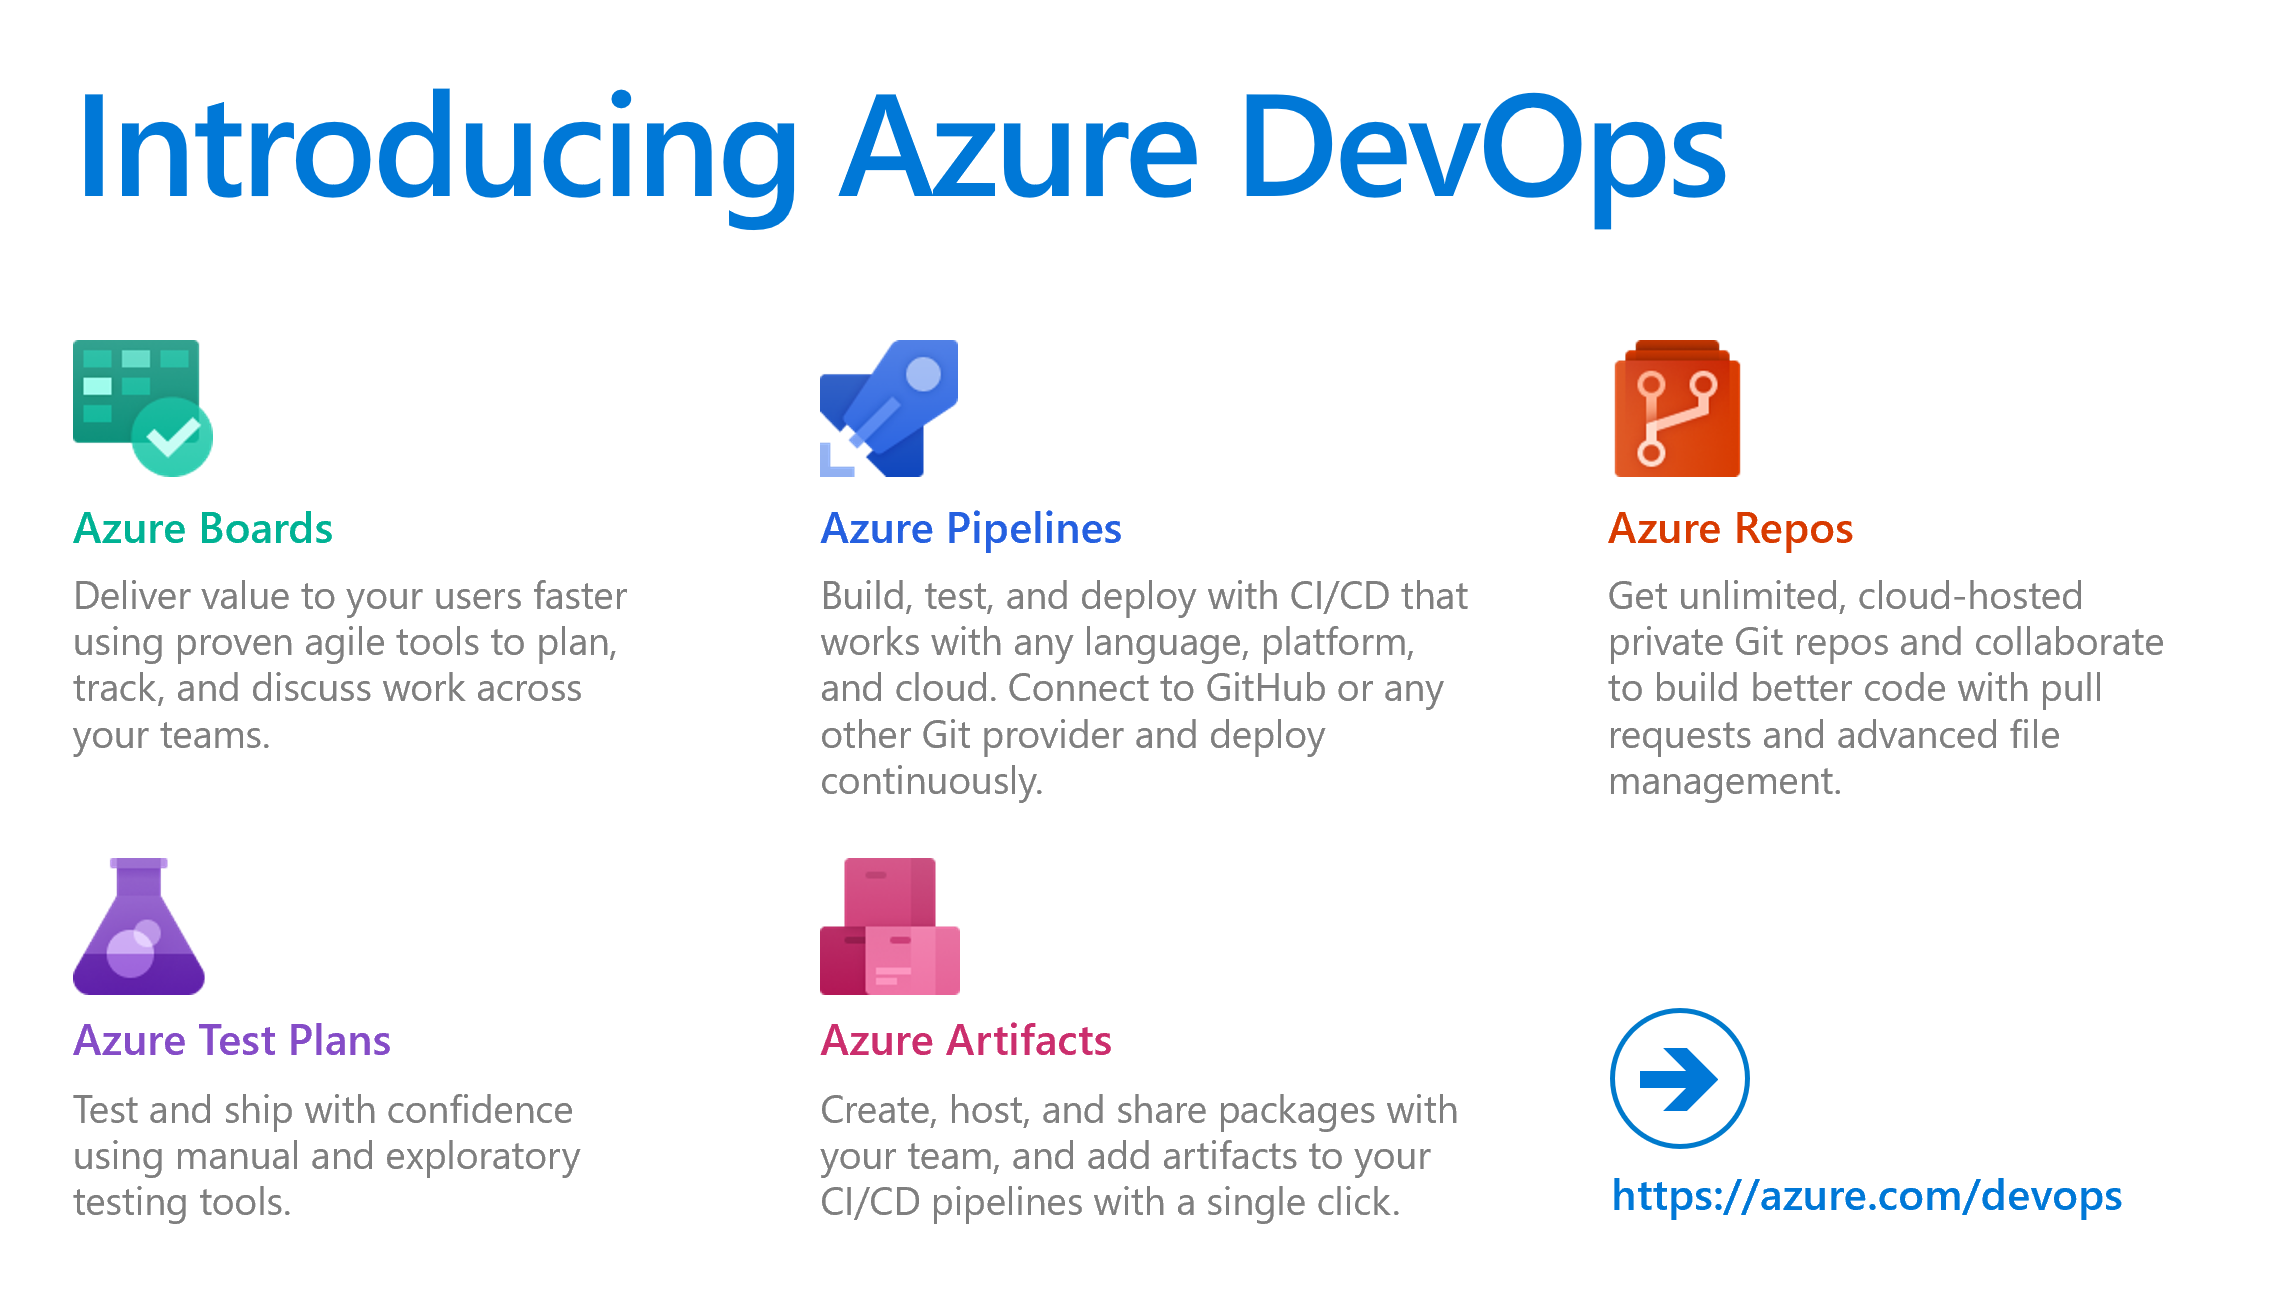 Introducing Azure DevOps
Azure Boards
Deliver value to your users faster
using proven agile tools to plan,
track, and discuss work across
your teams.
Azure Pipelines
Build, test, and deploy with CI/CD that
works with any language, platform,
and cloud. Connect to GitHub or any
other Git provider and deploy
continuously.
Azure Repos
Get unlimited, cloud-hosted
private Git repos and collaborate
to build better code with pull
requests and advanced file
management.
Azure Test Plans
Test and ship with confidence
using manual and exploratory
testing tools.
Azure Artifacts
Create, host, and share packages with
your team, and add artifacts to your
CI/CD pipelines with a single click.
https://azure.com/devops